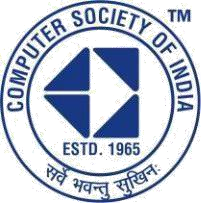 COMPUTER SOCIETY OF INDIA
TM
ESTD. 1965
सर्वे भवन्तु सुखिनः